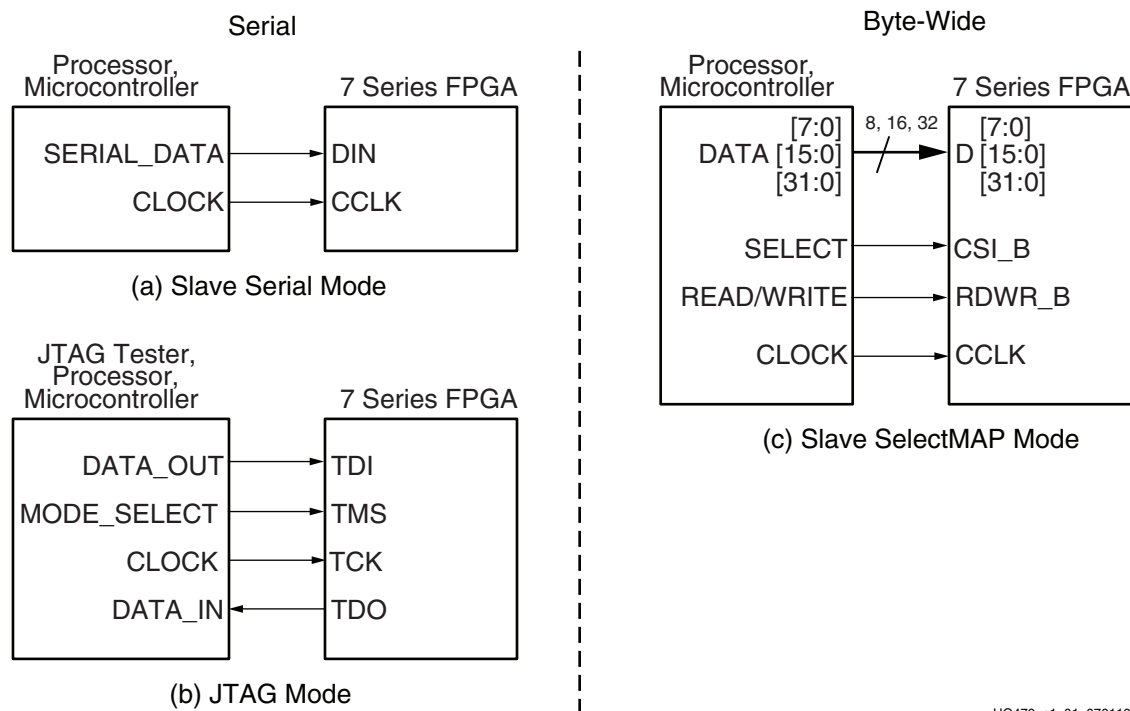 Serial
Processor,
Microcontroller
7 Series FPGA
SERIAL_DATA
DIN
CLOCK
CCLK
(a) Slave Serial Mode
JTAG Tester,
Processor,
Microcontroller
7 Series FPGA
DATA_OUT
TDI
MODE_SELECT
TMS
CLOCK
TCK
DATA_IN
TDO
(b) JTAG Mode
Byte-Wide
Processor,
Microcontroller
7 Series FPGA
[7:0]
DATA [15:0]
[31:0]
8, 16, 32
[7:0]
D [15:0]
[31:0]
SELECT
CSI_B
READ/WRITE
RDWR_B
CLOCK
CCLK
(c) Slave SelectMAP Mode